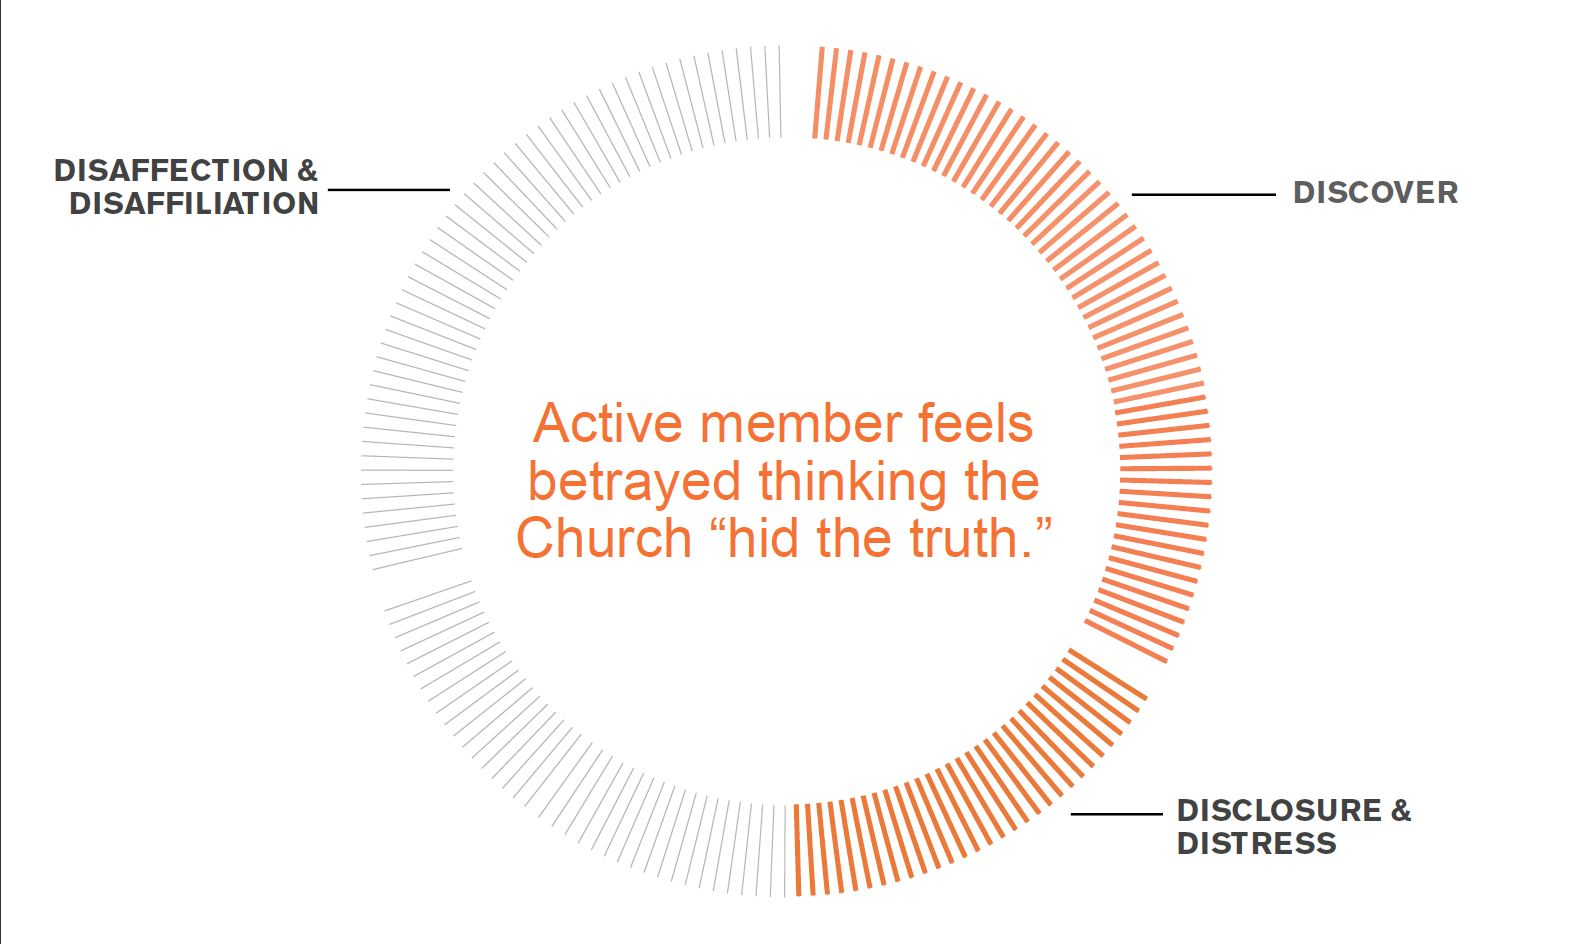 DISAFFECTION &
DISAFFILIATION
DISCOVER
Active member feels
betrayed thinking the
Church “hid the truth.”
DISCLOSURE &
DISTRESS